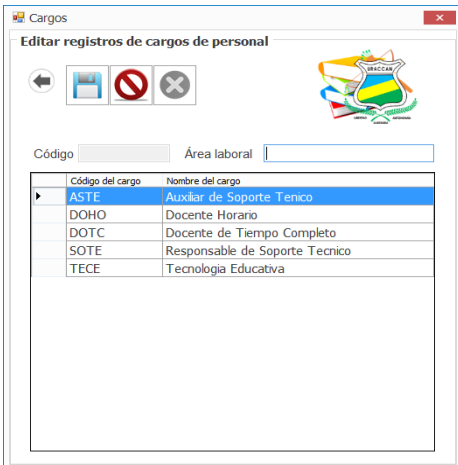 Cargos
Editar registros de cargos de personal
URACCAN
Código
Área laboral
Código del cargo Nombre del cargo
ASTE Auxiliar de Soporte Tenico
DOHO Docente Horario
DOTC Docente de Tiempo Completo
SOTE Responsable de Soporte Tecnico
TECE Tecnologia Educativa